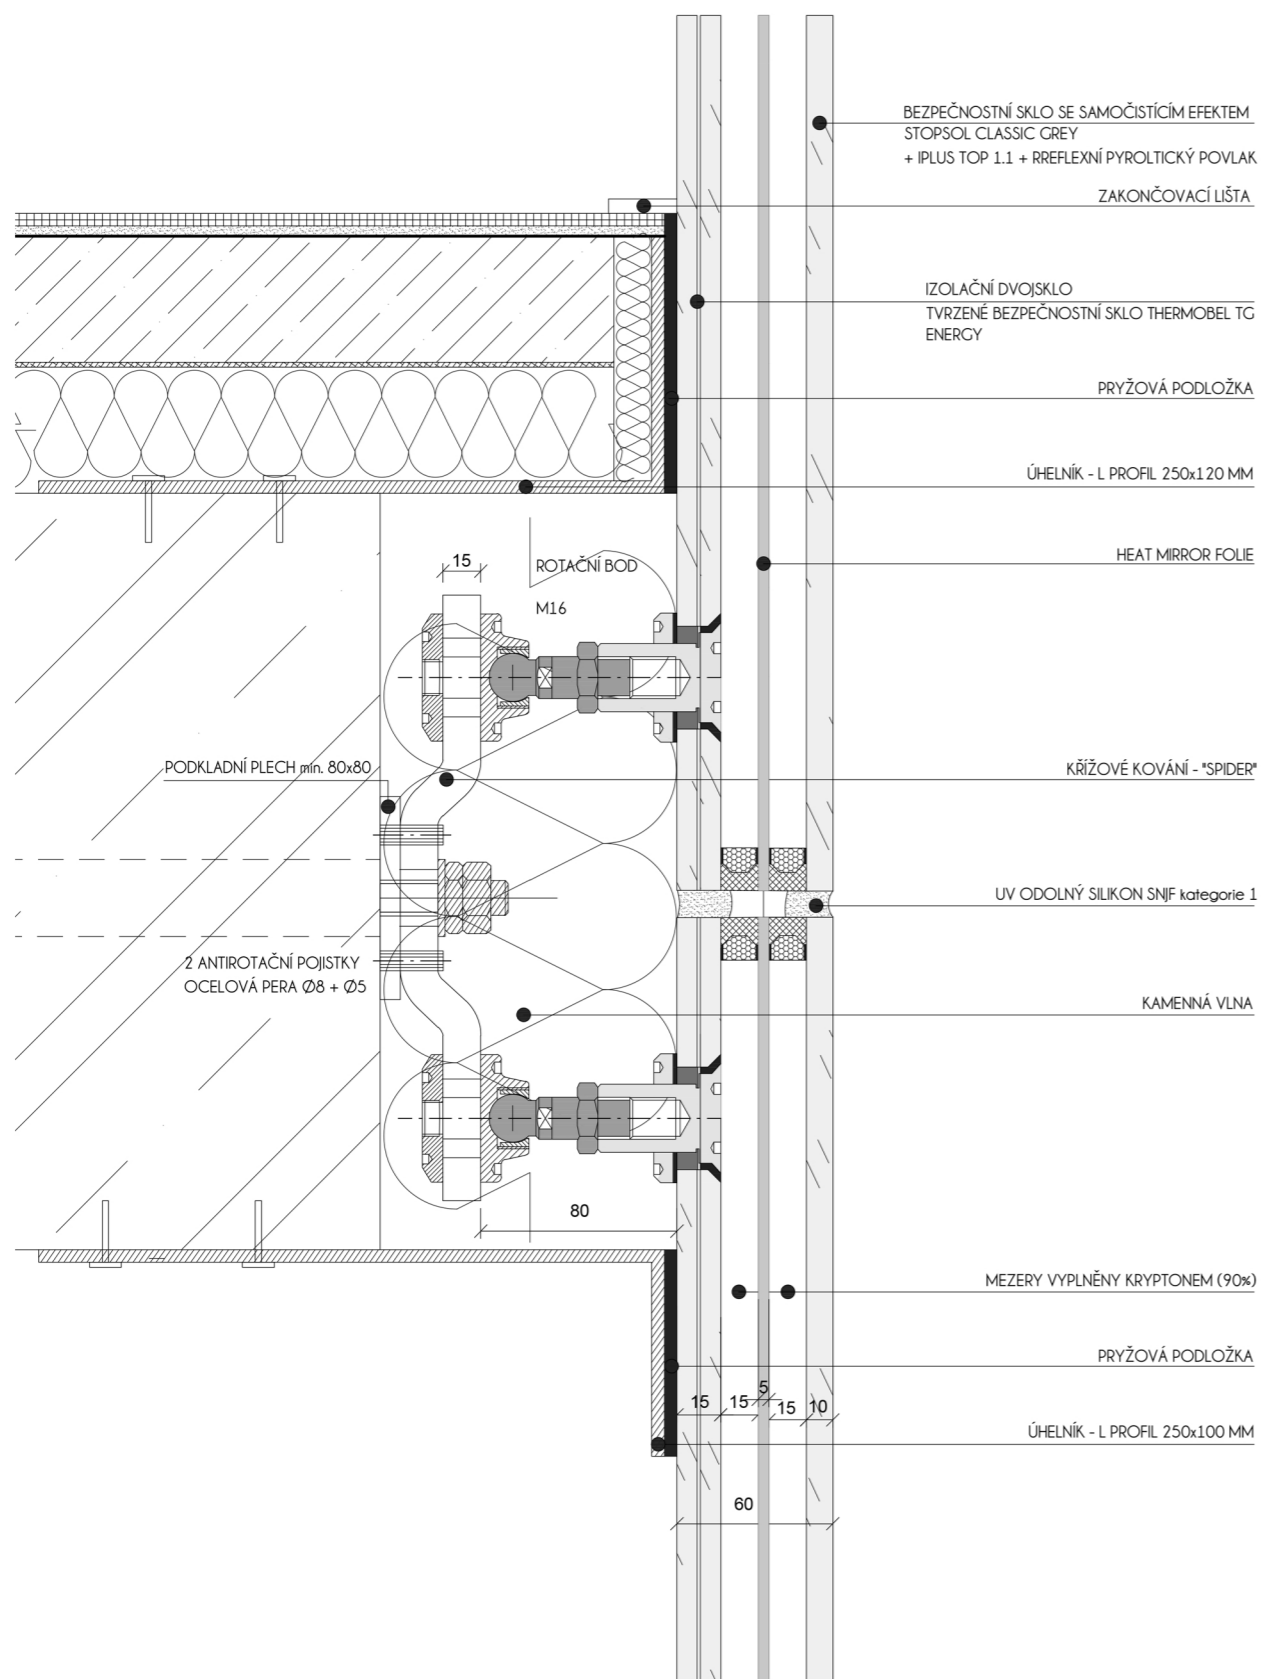 BEZPEČNOSTNÍ SKLO SE SAMOČISTÍCÍM EFEKTEM
STOPSOL CLASSIC GREY
+ IPLUS TOP 1.1 + RREFLEXNÍ PYROLTICKÝ POVLAK
ZAKONČOVACÍ LIŠTA
IZOLAČNÍ DVOJSKLO
TVRZENÉ BEZPEČNOSTNÍ SKLO THERMOBEL TG
ENERGY
PRYŽOVÁ PODLOŽKA
ÚHELNÍK - L PROFIL 250x120 MM
HEAT MIRROR FOLIE
15
ROTAČNÍ BOD
M16
PODKLADNÍ PLECH min. 80x80
KŘÍŽOVÉ KOVÁNÍ - "SPIDER"
UV ODOLNÝ SILIKON SNJF kategorie 1
2 ANTIROTAČNÍ POJISTKY
OCELOVÁ PERA Ø8 + Ø5
KAMENNÁ VLNA
80
MEZERY VYPLNĚNY KRYPTONEM (90%)
PRYŽOVÁ PODLOŽKA
15 15 5 15 10
ÚHELNÍK - L PROFIL 250x100 MM
60